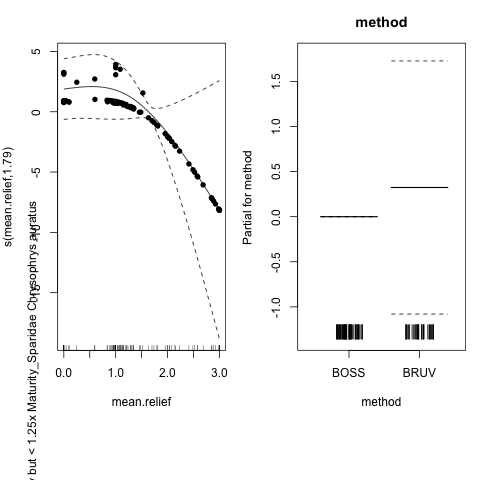 method
s(mean.relief,1.79)
y but < 1.25x Maturity_Sparidae Chrysophrys auratus
5
0
-5
0.0
1.0
2.0
3.0
mean.relief
Partial for method
1.5
1.0
0.5
0.0
-0.5
-1.0
BOSS
BRUV
method